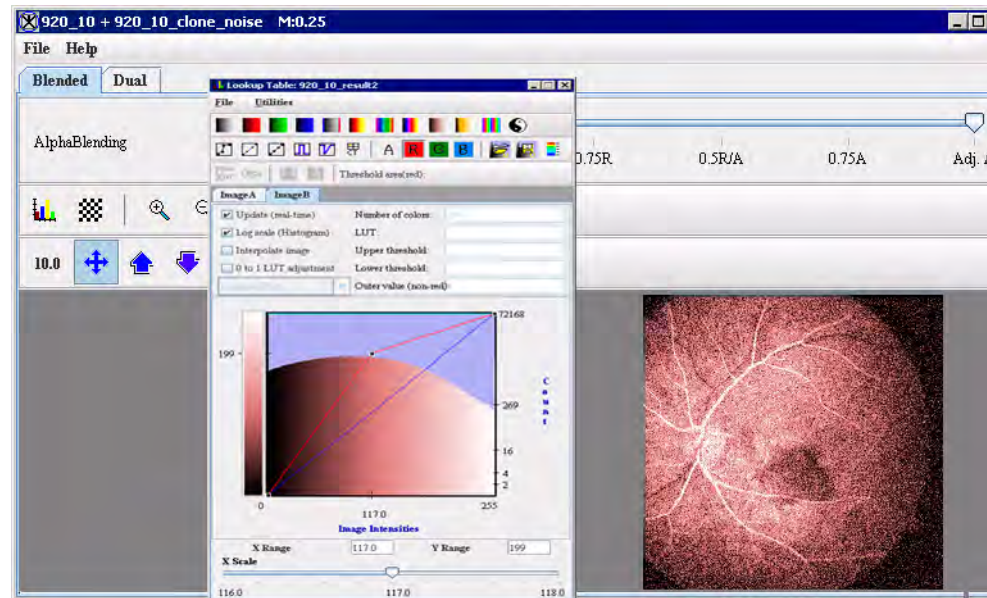 920_10 + 920_10_clone_noise M:0.25
File Help
Blended Dual
AlphaBlending
0.75R 0.5R/A 0.75A Adj. A
10.0
Lookup Table: 920_10_result2
File Utilities
A R G B
Threshold area(red):
ImageA ImageB
Update (real-time) Number of colors:
Log scale (Histogram) LUT:
Interpolate image Upper threshold:
0 to 1 LUT adjustment Lower threshold:
Outer value (non-red):
72168
199
Count
269
16
4
2
0 117.0 255
Image Intensities
X Range 117.0 Y Range 199
X Scale
116.0 117.0 118.0